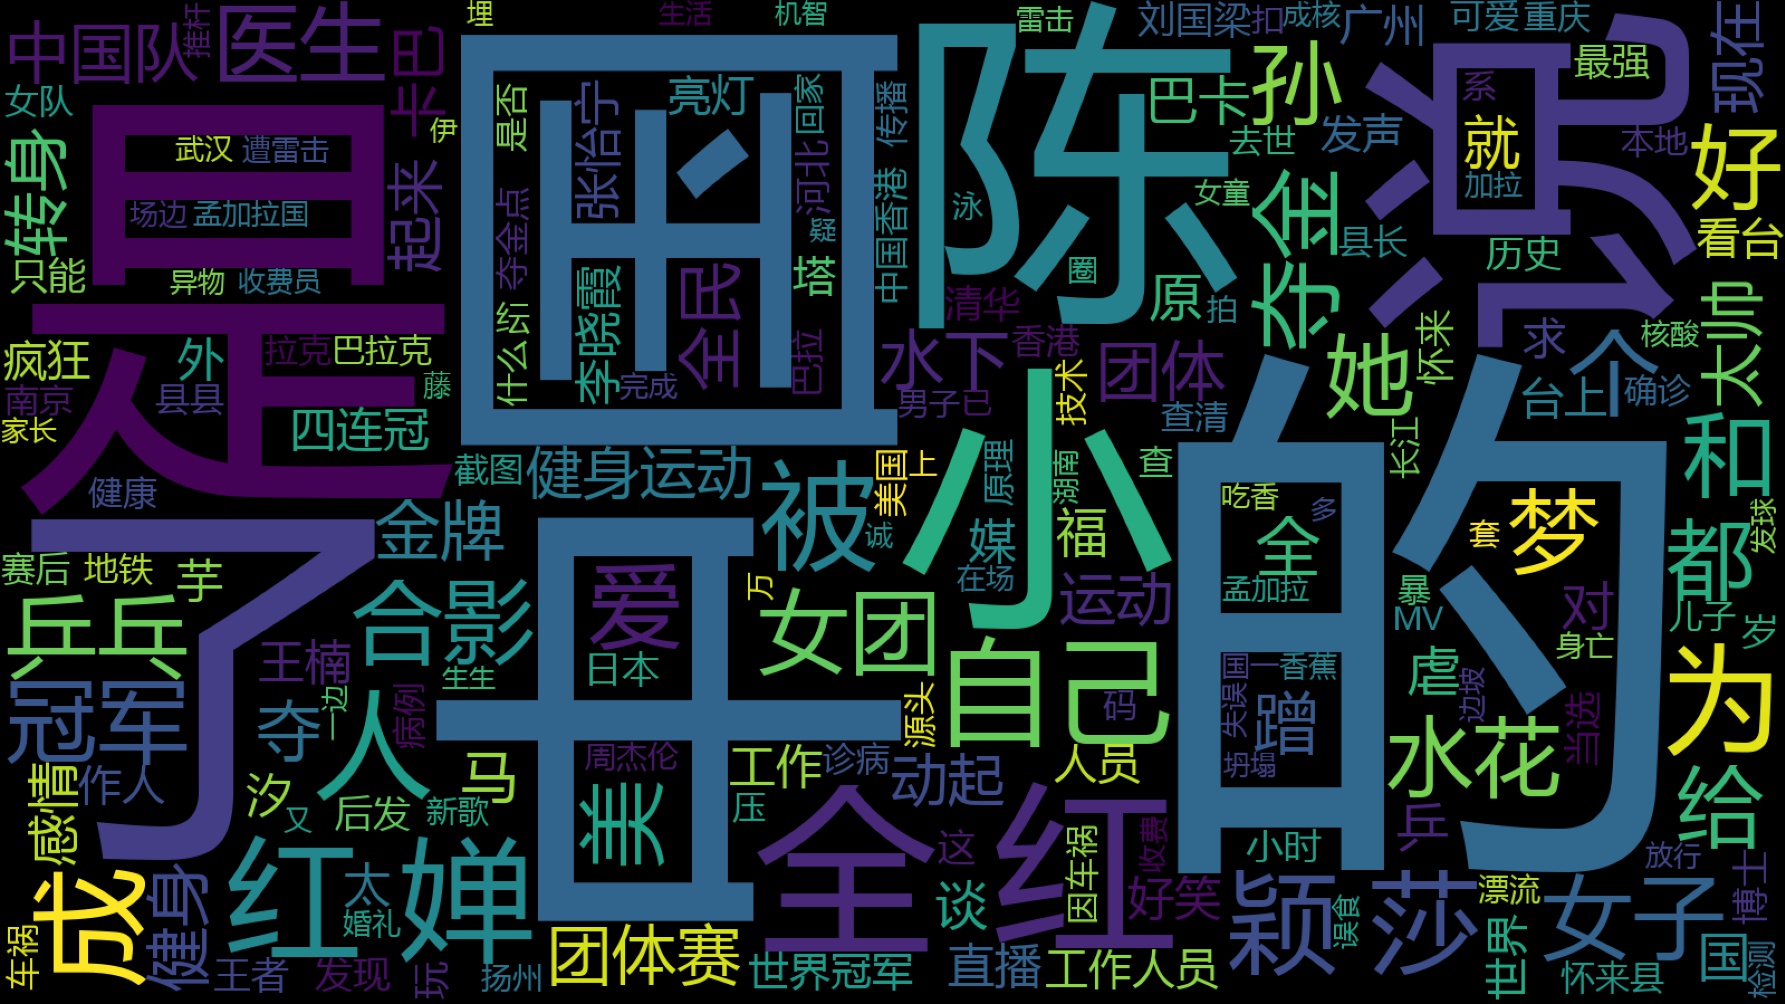 埋
生活
机智
雷击
刘国梁
扣
成核
广州
可爱
重庆
中国队
推杆
医生
卡巴
国
陈
孙
没
最强
现在
女队
是
亮灯
回家
传播
巴卡
系
是否
张怡宁
去世
发声
就
本地
好
伊
武汉
遭雷击
转身
起来
河北
中国香港
女童
夺金
加拉
场边
孟加拉国
夺金点
疑
泳
县长
历史
看台
只能
异物
收费员
李晓霞
全民
塔
圈
清华
原
拍
太帅
疯狂
外
拉克
巴拉克
什么
纭
巴拉
水下
香港
团体
她
怀来
求
个
核酸
南京
县县
藤
完成
男子
已
技术
查清
台上
确诊
家长
四连冠
小
的
长江
和
健康
截图
健身运动
被
美国
上
原理
湖南
查
吃香
多
梦
套
了
金牌
诚
媒
福
全
都
发球
赛后
地铁
芋
乒乓
合影
爱
万
女团
在场
运动
孟加拉
暴
MV
对
儿子
岁
王楠
日本
生生
自己
国一
香蕉
虐
身亡
为
冠军
夺
一边
病例
人
源头
码
失误
蹭
边坡
当选
周杰伦
工作
诊病
人员
坍塌
水花
感情
作人
汐
又
后发
新歌
马
美
压
动起
给
全红
这
因车祸
收费
小时
乒
放行
成
健身
红婵
太
婚礼
谈
好笑
颖莎
误食
漂流
女子
博士
车祸
王者
发现
玩
扬州
团体赛
世界冠军
直播
工作人员
世界
怀来县
国
检测